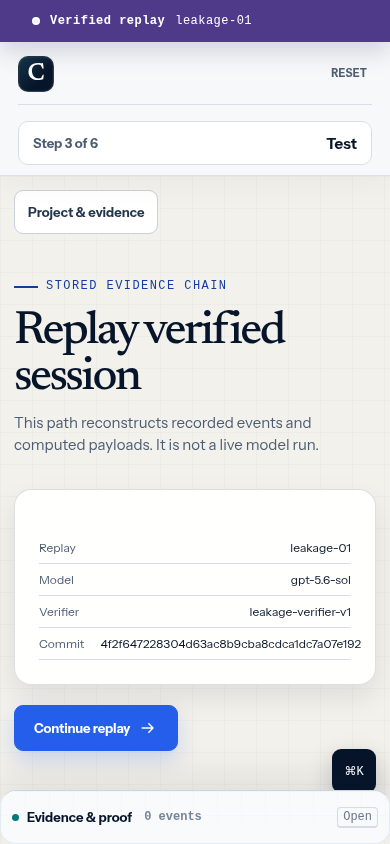 Verified replay leakage-01
C RESET
Step 3 of 6 Test
Project & evidence
STORED EVIDENCE CHAIN
Replay verified
session
This path reconstructs recorded events and
computed payloads. It is not a live model run.
Replay leakage-01
Model gpt-5.6-sol
Verifier leakage-verifier-v1
Commit 4f2f647228304d63ac8b9cba8cdca1dc7a07e192
Continue replay →
⌘K
Evidence & proof 0 events Open